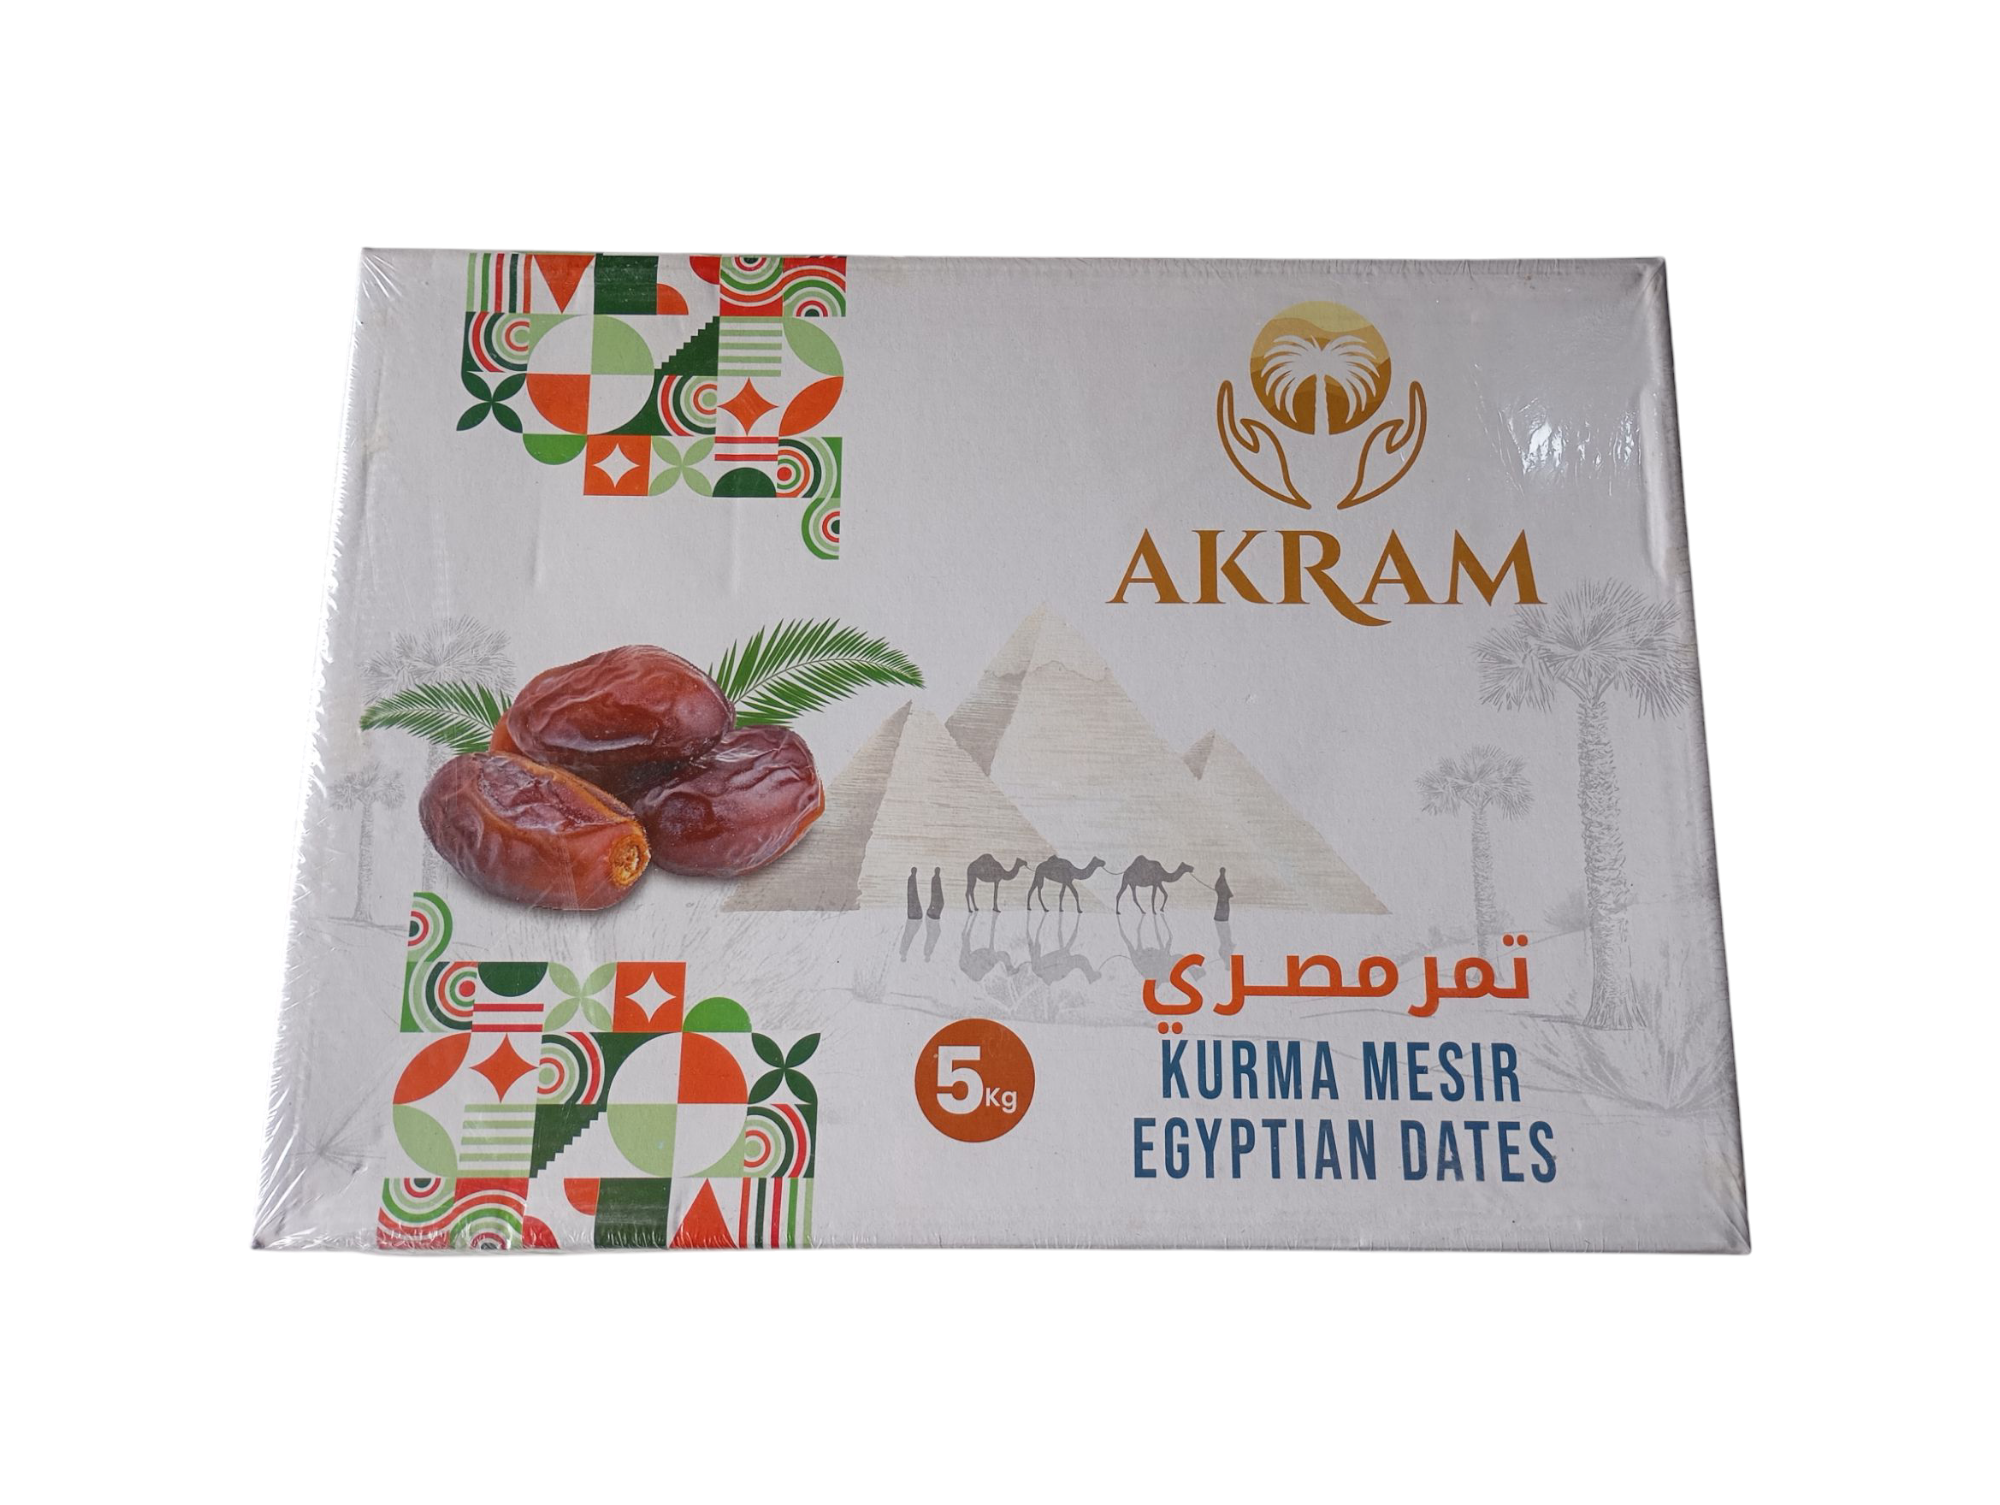 AKRAM
تمر مصري
5Kg
KURMA MESIR
EGYPTIAN DATES